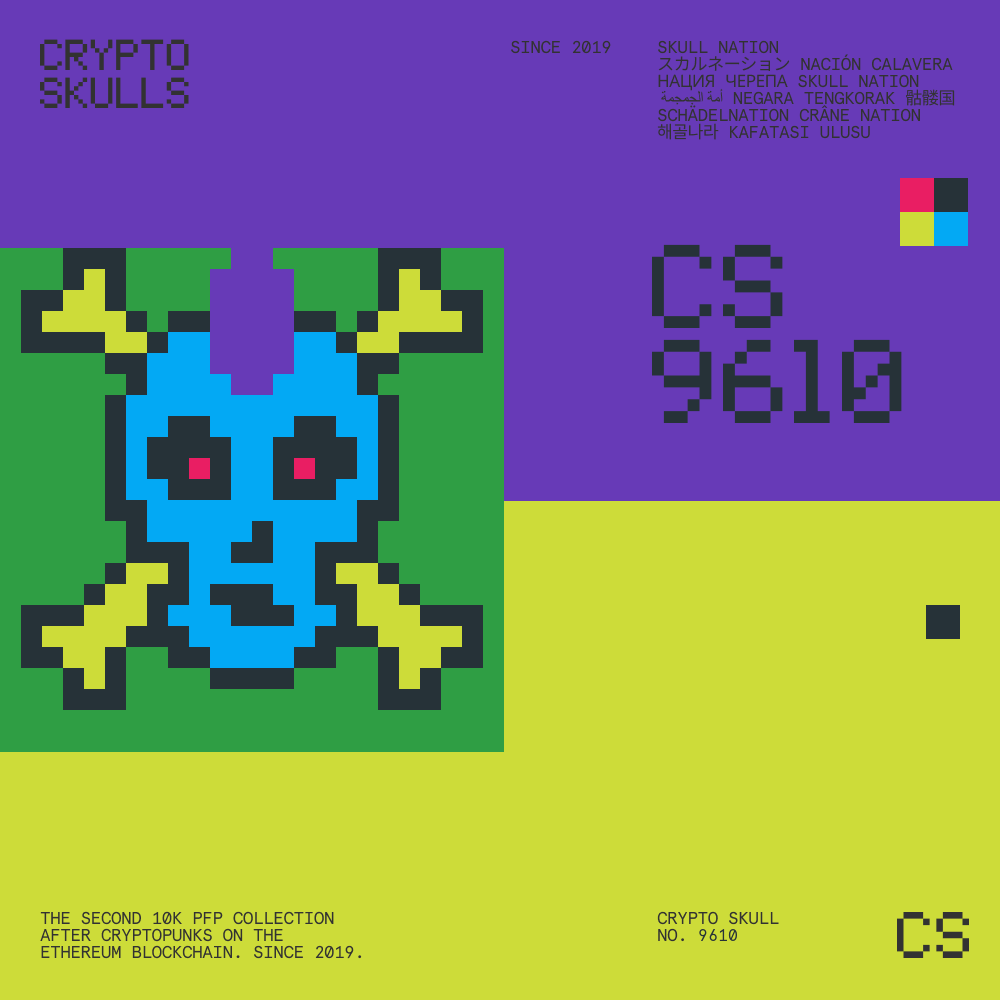 CRYPTO
SKULLS
SINCE 2019
SKULL NATION
スカルネーション NACIÓN CALAVERA
НАЦИЯ ЧЕРЕПА SKULL NATION
أمة الجمجمة NEGARA TENGKORAK 骷髅国
SCHÄDELNATION CRÂNE NATION
해골나라 KAFATASI ULUSU
CS
9610
THE SECOND 10K PFP COLLECTION
AFTER CRYPTOPUNKS ON THE
ETHEREUM BLOCKCHAIN. SINCE 2019.
CRYPTO SKULL
NO. 9610
CS